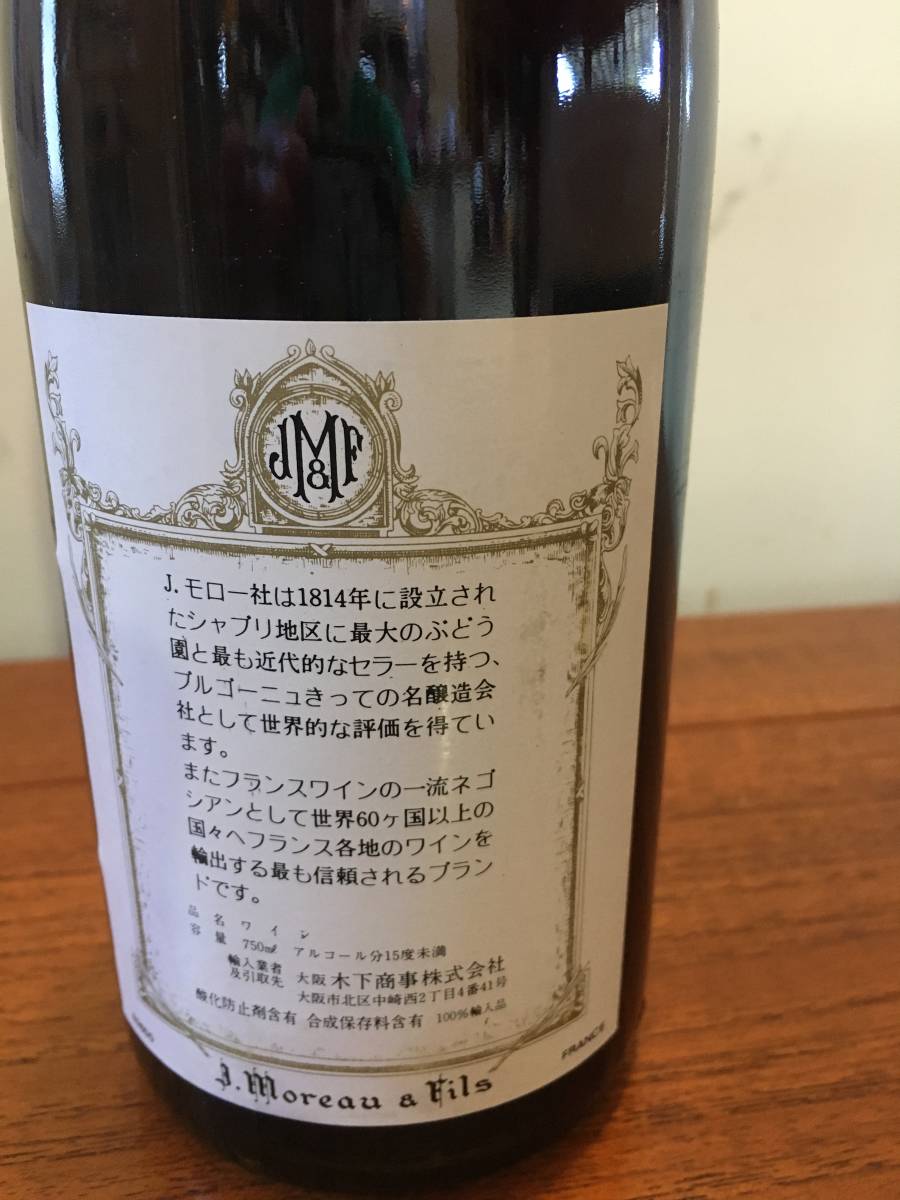 JM&F
J.モロー社は1814年に設立され
たシャブリ地区に最大のぶどう
園と最も近代的なセラーを持つ、
ブルゴーニュきっての名醸造会
社として世界的な評価を得てい
ます。
またフランスワインの一流ネゴ
シアンとして世界60ヶ国以上の
国々へフランス各地のワインを
輸出する最も信頼されるブラン
ドです。
品名 ワイン
容量 750㎖ アルコール分15度未満
輸入業者
及引取先 大阪 木下商事株式会社
大阪市北区中崎西2丁目4番41号
酸化防止剤含有 合成保存料含有 100%輸入品
FRANCE
J. Moreau & Fils